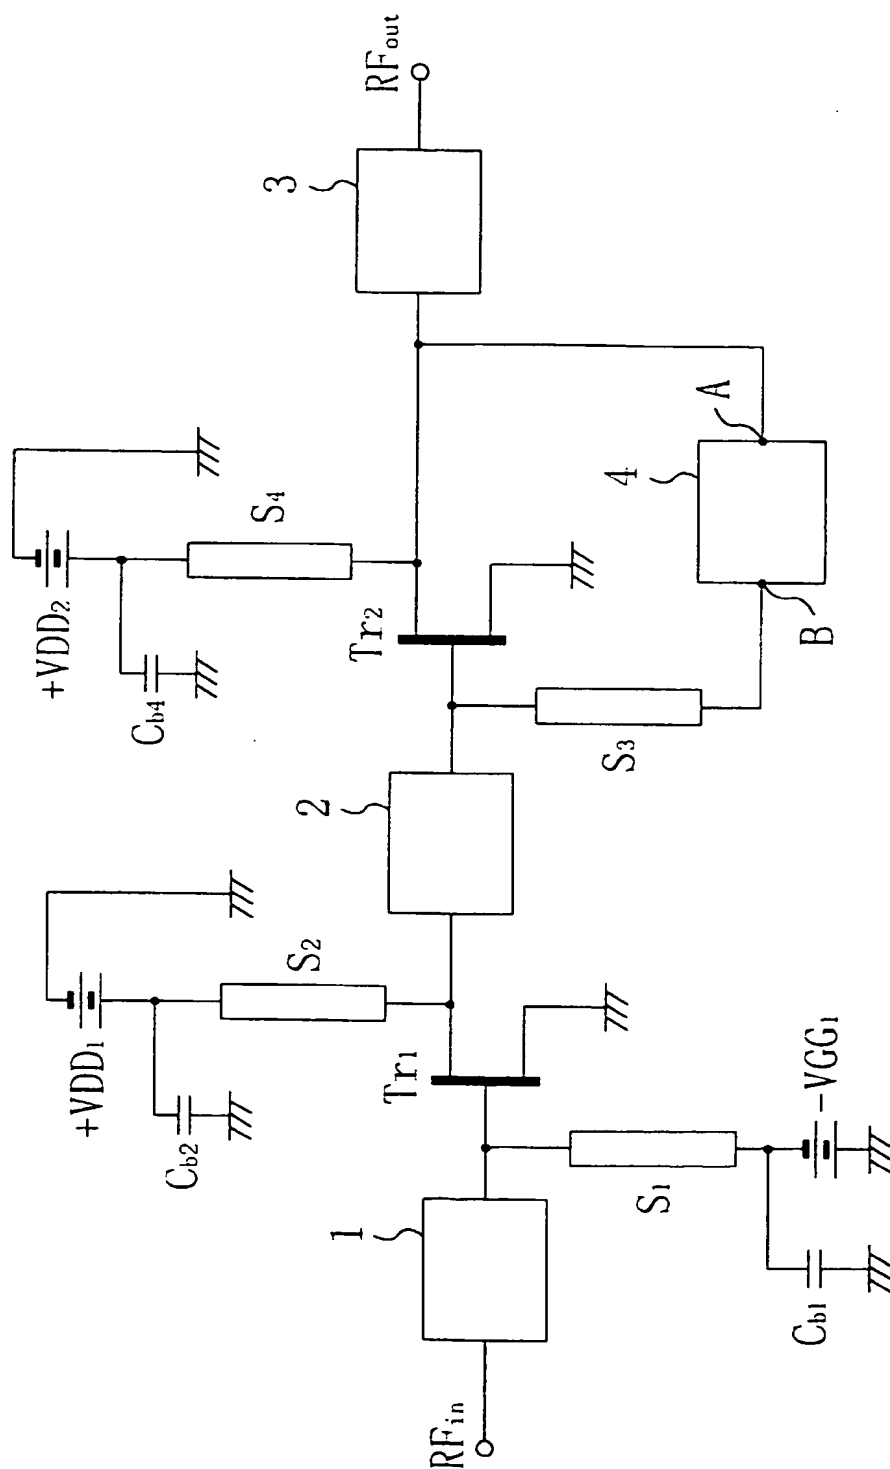 +VDD₁
+VDD₂
RFout
3
Cb2
S₂
Cb4
S₄
Tr₁
Tr₂
1
2
4
A
RFin
S₁
S₃
B
Cb1
-VGG₁